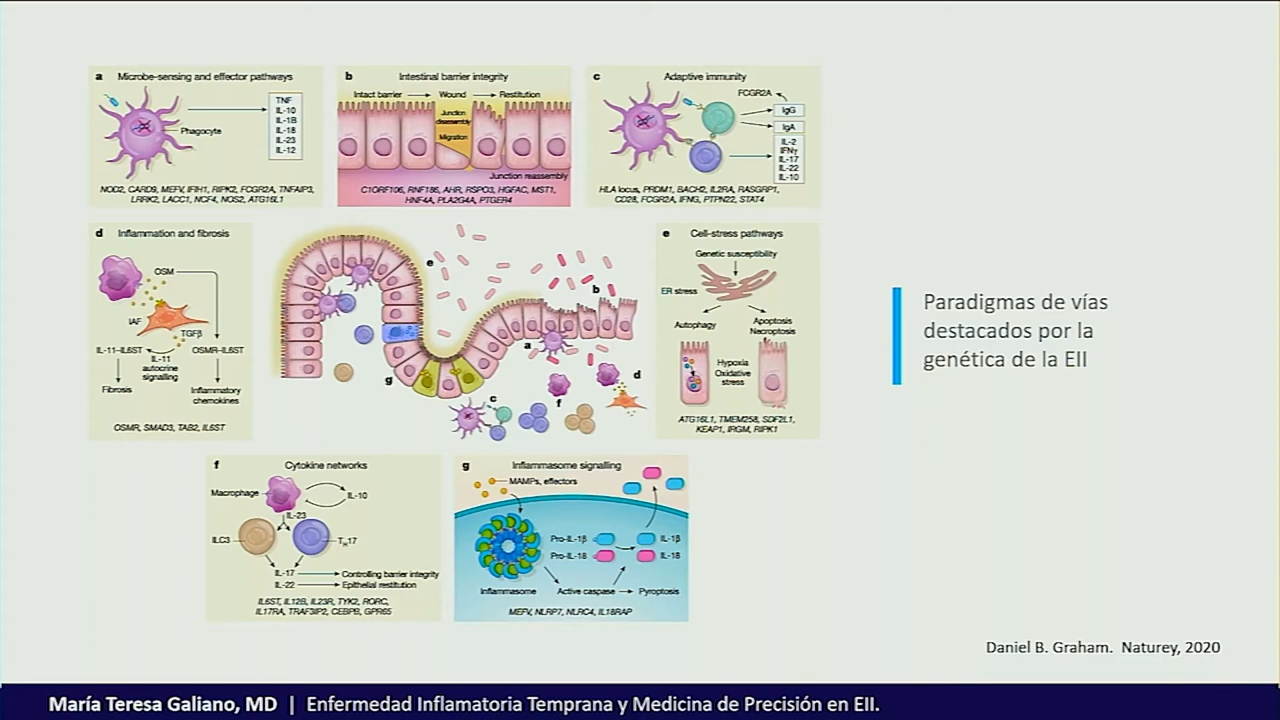 a Microbe-sensing and effector pathways
Phagocyte
TNF
IL-10
IL-1B
IL-18
IL-23
IL-12
NOD2, CARD9, MEFV, IFIH1, RIPK2, FCGR2A, TNFAIP3,
LRRK2, LACC1, NCF4, NOS2, ATG16L1
b Intestinal barrier integrity
Intact barrier Wound Restitution
Junction
disassembly
Migration
Junction reassembly
C1ORF106, RNF186, AHR, RSPO3, HGFAC, MST1,
HNF4A, PLA2G4A, PTGER4
c Adaptive immunity
FCGR2A
IgG
IgA
IL-2
IFNγ
IL-17
IL-22
IL-10
HLA locus, PRDM1, BACH2, IL2RA, RASGRP1,
CD28, FCGR2A, IFNG, PTPN22, STAT4
d Inflammation and fibrosis
OSM
IAF
TGFβ
IL-11–IL6ST OSMR–IL6ST
IL-11
autocrine
signalling
Fibrosis
Inflammatory
chemokines
OSMR, SMAD3, TAB2, IL6ST
e
b
a
g
c
f
d
e Cell-stress pathways
Genetic susceptibility
ER stress
Autophagy
Apoptosis
Necroptosis
Hypoxia
Oxidative
stress
ATG16L1, TMEM258, SDF2L1,
KEAP1, IRGM, RIPK1
Paradigmas de vías
destacados por la
genética de la EII
f Cytokine networks
Macrophage
IL-10
IL-23
ILC3
TH17
IL-17 Controlling barrier integrity
IL-22 Epithelial restitution
IL6ST, IL12B, IL23R, TYK2, RORC,
IL17RA, TRAF3IP2, CEBPB, GPR65
g Inflammasome signalling
MAMPs, effectors
Pro-IL-1β IL-1β
Pro-IL-18 IL-18
Inflammasome Active caspase Pyroptosis
MEFV, NLRP7, NLRC4, IL18RAP
Daniel B. Graham. Naturey, 2020
María Teresa Galiano, MD | Enfermedad Inflamatoria Temprana y Medicina de Precisión en EII.